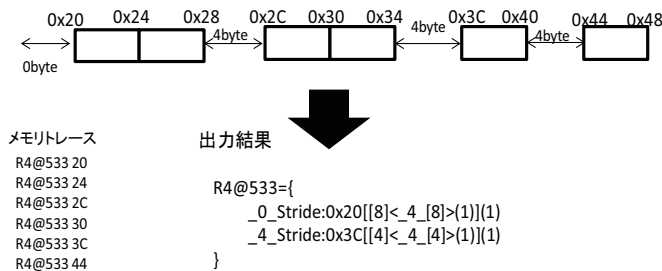 0x20 0x24 0x28 0x2C 0x30 0x34 0x3C 0x40 0x44 0x48
0byte 4byte 4byte 4byte
メモリトレース
R4@533 20
R4@533 24
R4@533 2C
R4@533 30
R4@533 3C
R4@533 44
出力結果
R4@533={
_0_Stride:0x20[[8]<_4_[8]>(1)](1)
_4_Stride:0x3C[[4]<_4_[4]>(1)](1)
}